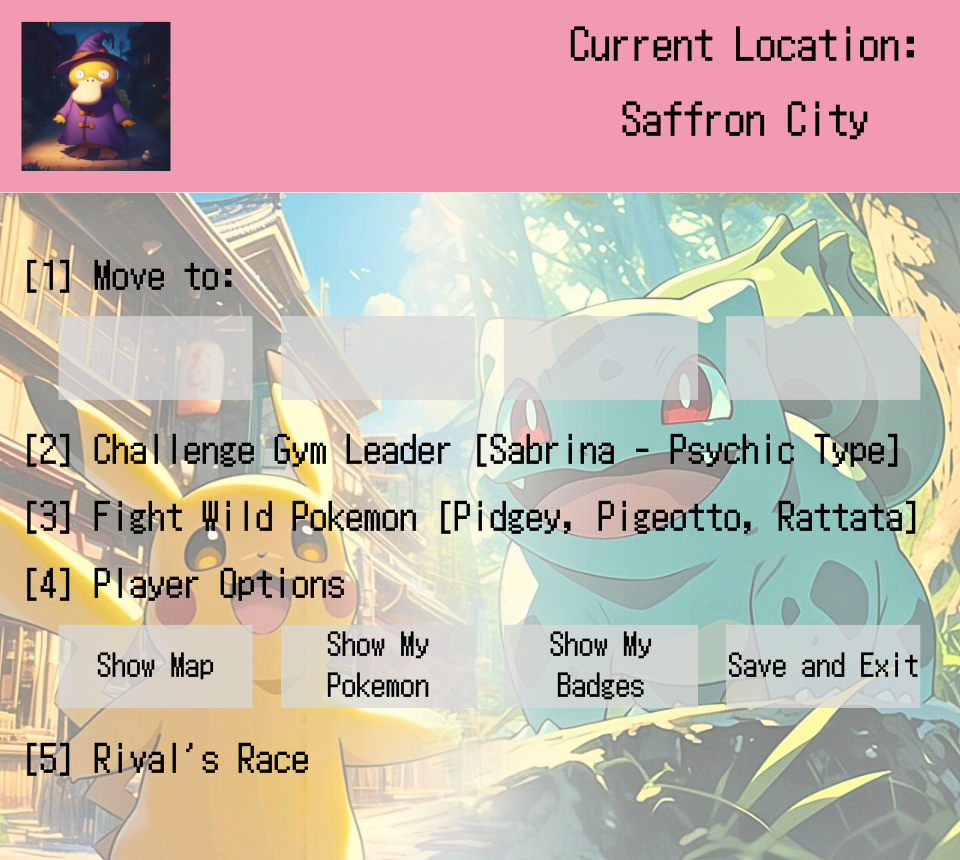 Current Location:
Saffron City
[1] Move to:
[2] Challenge Gym Leader [Sabrina - Psychic Type]
[3] Fight Wild Pokemon [Pidgey, Pigeotto, Rattata]
[4] Player Options
Show Map
Show My
Pokemon
Show My
Badges
Save and Exit
[5] Rival's Race